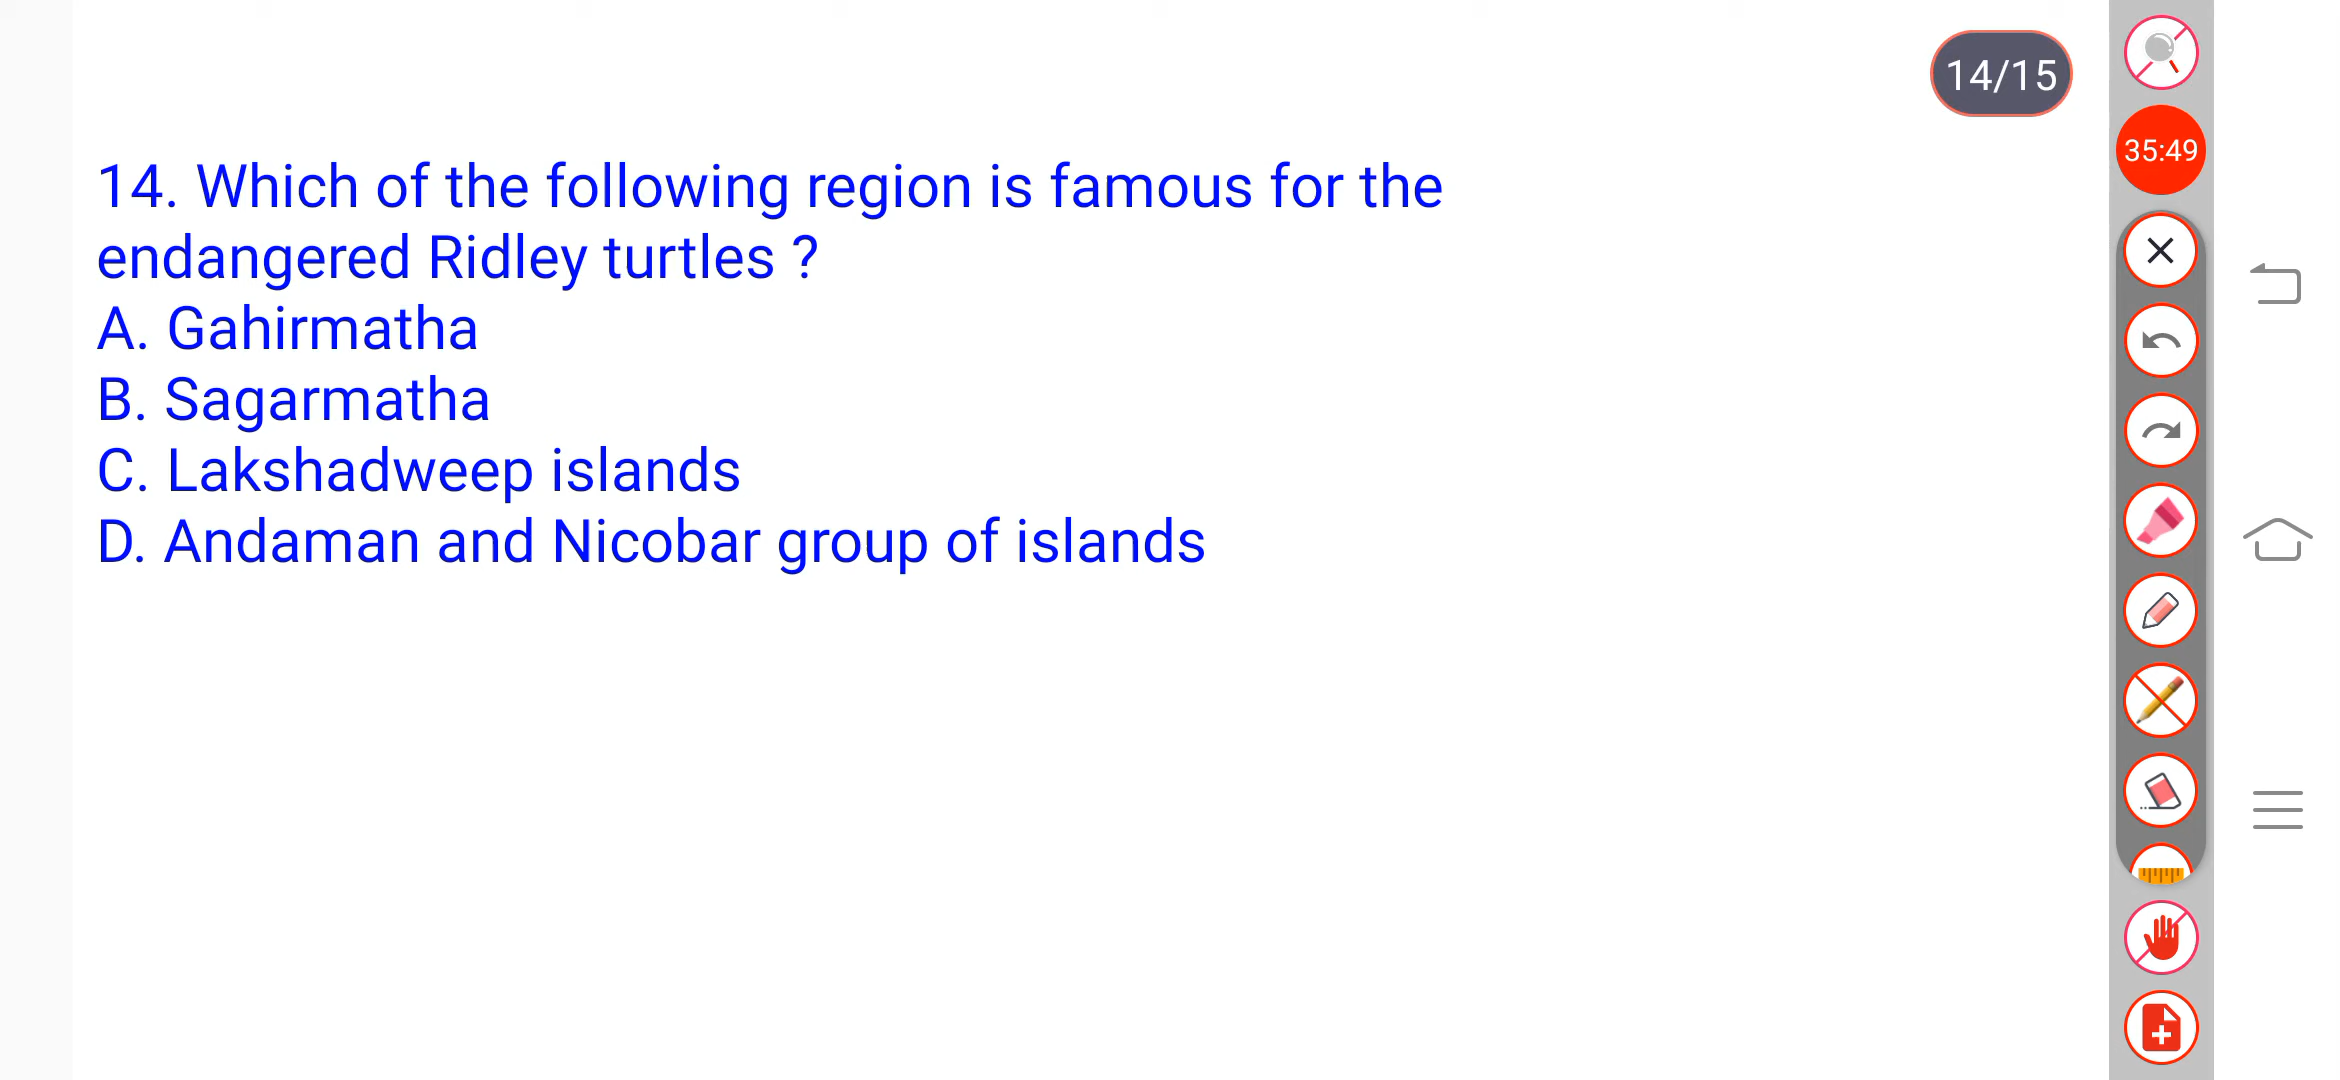 14/15
35:49
14. Which of the following region is famous for the
endangered Ridley turtles ?
A. Gahirmatha
B. Sagarmatha
C. Lakshadweep islands
D. Andaman and Nicobar group of islands